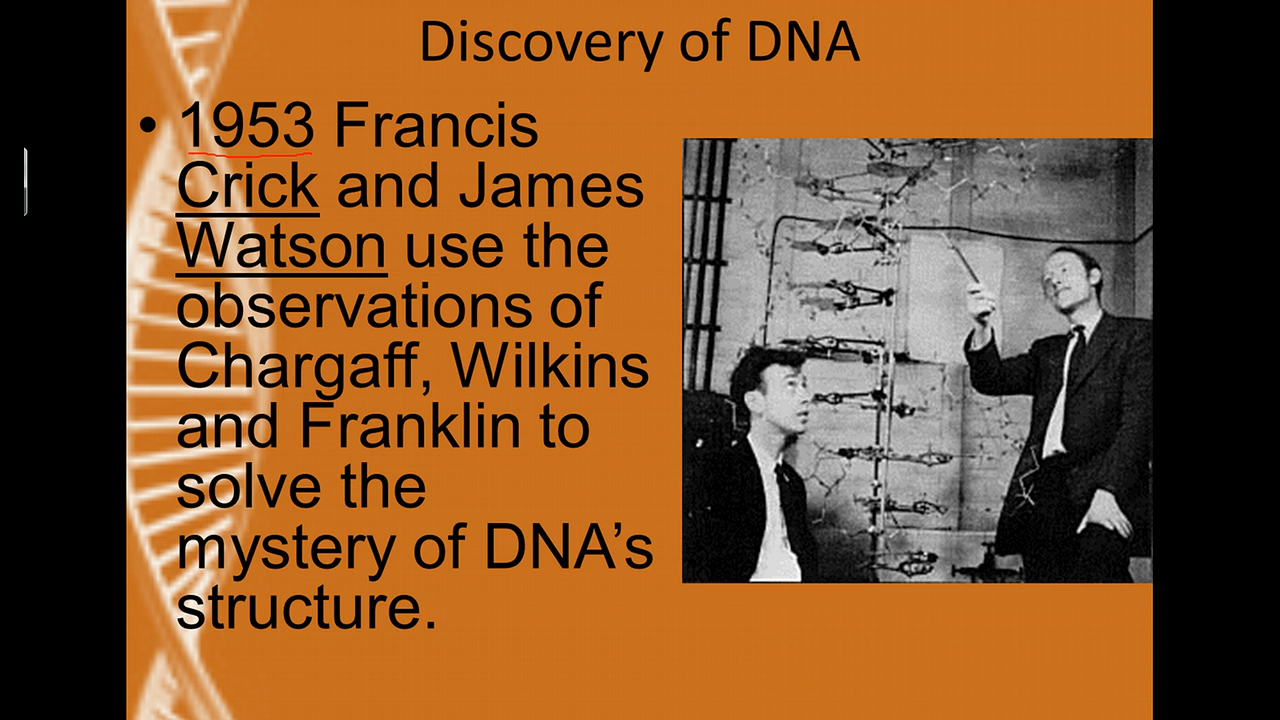 Discovery of DNA
• 1953 Francis
Crick and James
Watson use the
observations of
Chargaff, Wilkins
and Franklin to
solve the
mystery of DNA’s
structure.